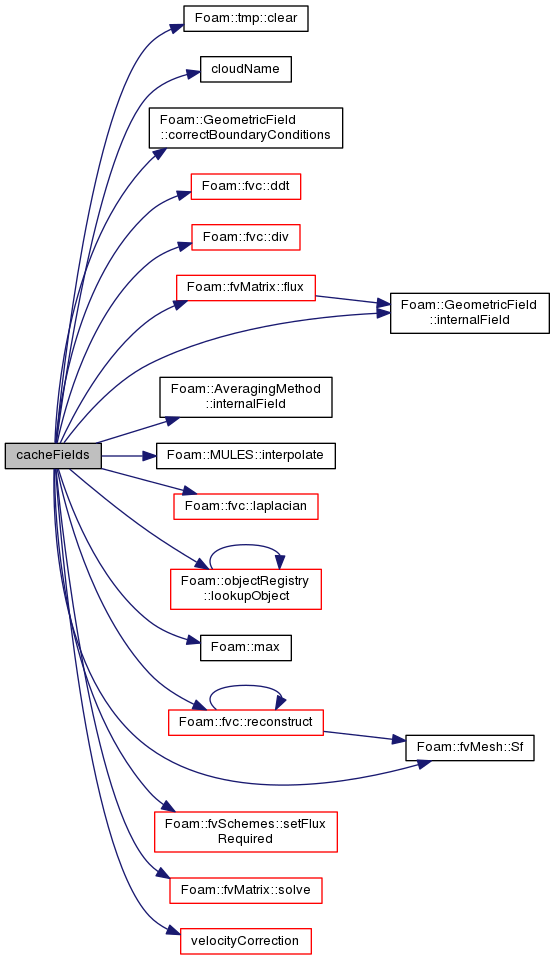 Foam::tmp::clear
cloudName
Foam::GeometricField
::correctBoundaryConditions
Foam::fvc::ddt
Foam::fvc::div
Foam::fvMatrix::flux
Foam::GeometricField
::internalField
Foam::AveragingMethod
::internalField
cacheFields
Foam::MULES::interpolate
Foam::fvc::laplacian
Foam::objectRegistry
::lookupObject
Foam::max
Foam::fvc::reconstruct
Foam::fvMesh::Sf
Foam::fvSchemes::setFlux
Required
Foam::fvMatrix::solve
velocityCorrection